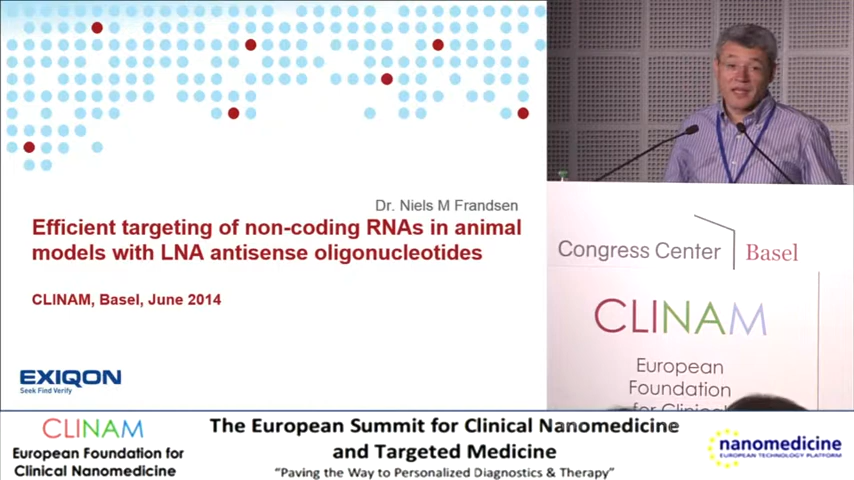 Dr. Niels M Frandsen
Efficient targeting of non-coding RNAs in animal
models with LNA antisense oligonucleotides
CLINAM, Basel, June 2014
EXIQON
Seek Find Verify
Congress Center Basel
CLINAM
European
Foundation
for Clinical
CLINAM
European Foundation for
Clinical Nanomedicine
The European Summit for Clinical Nanomedicine
and Targeted Medicine
"Paving the Way to Personalized Diagnostics & Therapy"
nanomedicine
EUROPEAN TECHNOLOGY PLATFORM